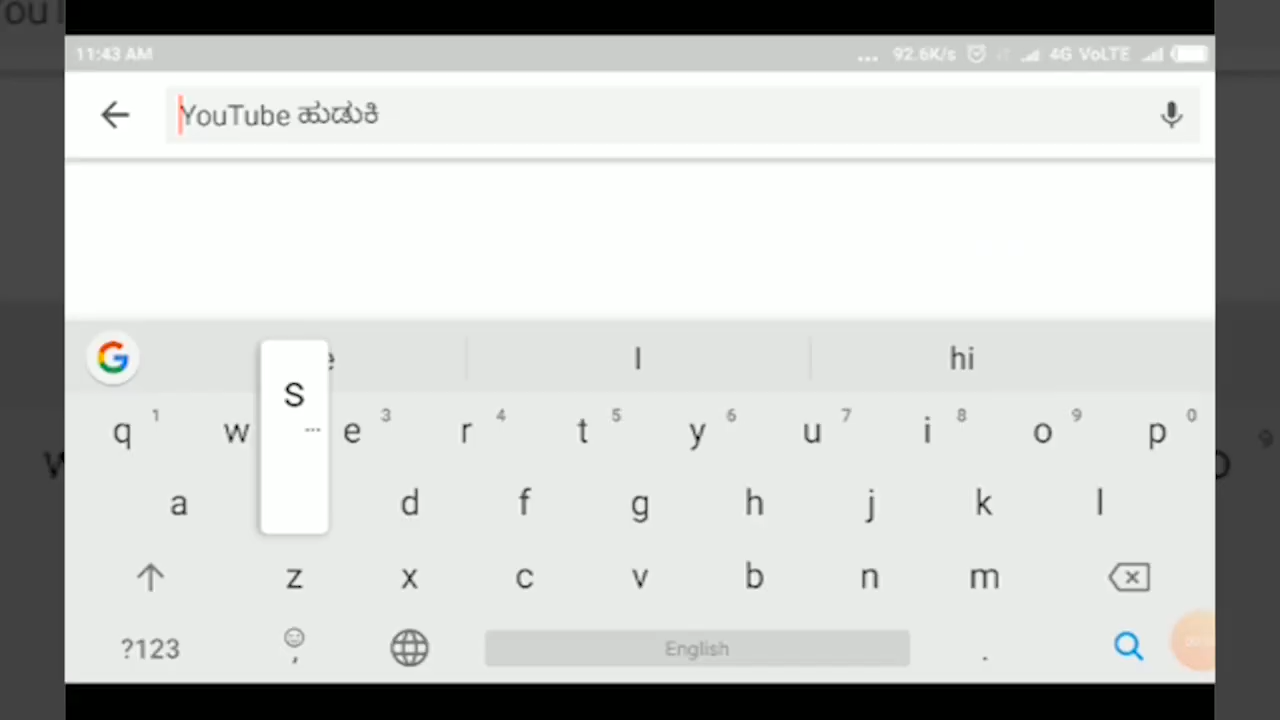 11:43 AM ... 92.6K/s 4G VoLTE
YouTube ಹುಡುಕಿ
I hi
S
q 1 w e 3 r 4 t 5 y 6 u 7 i 8 o 9 p 0
a d f g h j k l
z x c v b n m
?123 , English .